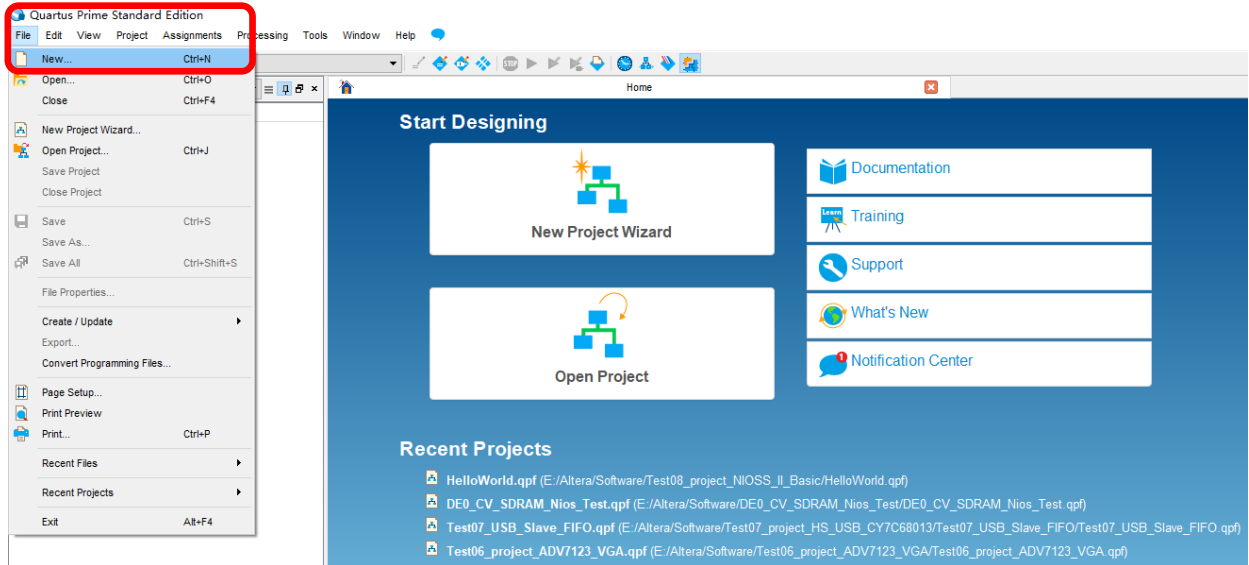 Quartus Prime Standard Edition
File Edit View Project Assignments Processing Tools Window Help
New... Ctrl+N
Open... Ctrl+O
Close Ctrl+F4
New Project Wizard...
Open Project... Ctrl+J
Save Project
Close Project
Save Ctrl+S
Save As...
Save All Ctrl+Shift+S
File Properties...
Create / Update
Export...
Convert Programming Files...
Page Setup...
Print Preview
Print... Ctrl+P
Recent Files
Recent Projects
Exit Alt+F4
STOP
Home
Start Designing
New Project Wizard
Open Project
Documentation
Learn
Training
Support
What's New
1
Notification Center
Recent Projects
HelloWorld.qpf (E:/Altera/Software/Test08_project_NIOSS_II_Basic/HelloWorld.qpf)
DE0_CV_SDRAM_Nios_Test.qpf (E:/Altera/Software/DE0_CV_SDRAM_Nios_Test/DE0_CV_SDRAM_Nios_Test.qpf)
Test07_USB_Slave_FIFO.qpf (E:/Altera/Software/Test07_project_HS_USB_CY7C68013/Test07_USB_Slave_FIFO/Test07_USB_Slave_FIFO.qpf)
Test06_project_ADV7123_VGA.qpf (E:/Altera/Software/Test06_project_ADV7123_VGA/Test06_project_ADV7123_VGA.qpf)